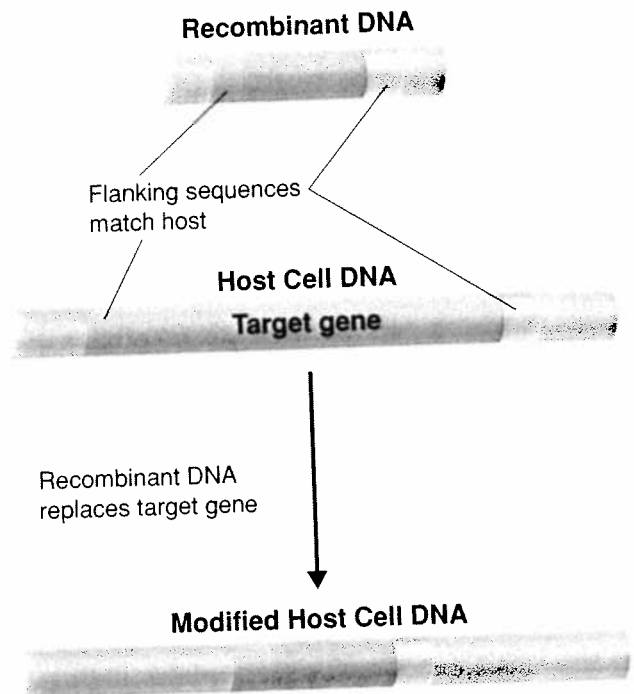 Recombinant DNA
Flanking sequences
match host
Host Cell DNA
Target gene
Recombinant DNA
replaces target gene
Modified Host Cell DNA